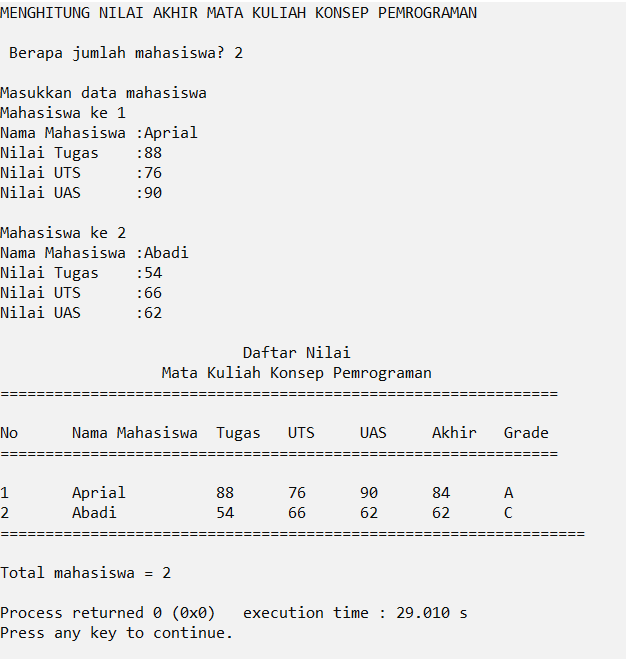 MENGHITUNG NILAI AKHIR MATA KULIAH KONSEP PEMROGRAMAN
Berapa jumlah mahasiswa? 2
Masukkan data mahasiswa
Mahasiswa ke 1
Nama Mahasiswa :Aprial
Nilai Tugas    :88
Nilai UTS      :76
Nilai UAS      :90
Mahasiswa ke 2
Nama Mahasiswa :Abadi
Nilai Tugas    :54
Nilai UTS      :66
Nilai UAS      :62
Daftar Nilai
Mata Kuliah Konsep Pemrograman
==============================================================
No      Nama Mahasiswa  Tugas   UTS     UAS     Akhir   Grade
==============================================================
1       Aprial          88      76      90      84      A
2       Abadi           54      66      62      62      C
=================================================================
Total mahasiswa = 2
Process returned 0 (0x0)   execution time : 29.010 s
Press any key to continue.